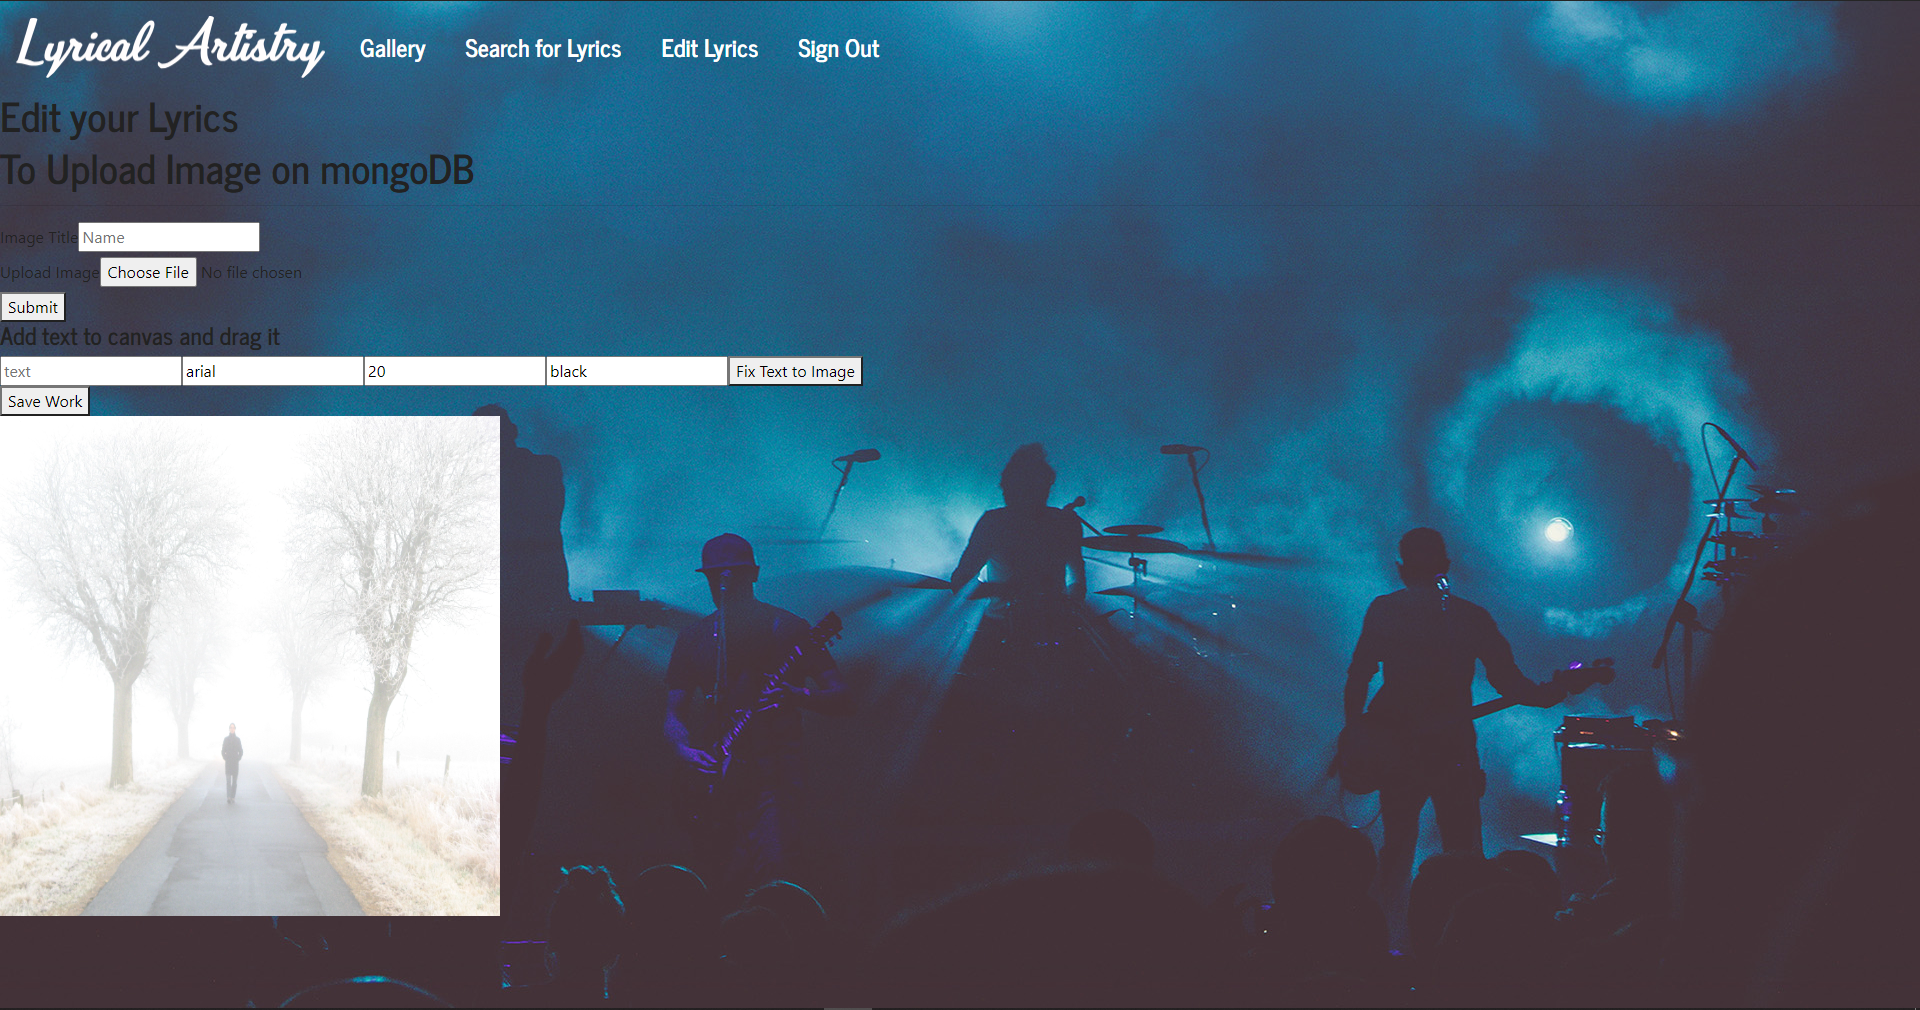 Lyrical Artistry Gallery Search for Lyrics Edit Lyrics Sign Out
Edit your Lyrics
To Upload Image on mongoDB
Image Title Name
Upload Image Choose File No file chosen
Submit
Add text to canvas and drag it
text arial 20 black Fix Text to Image
Save Work